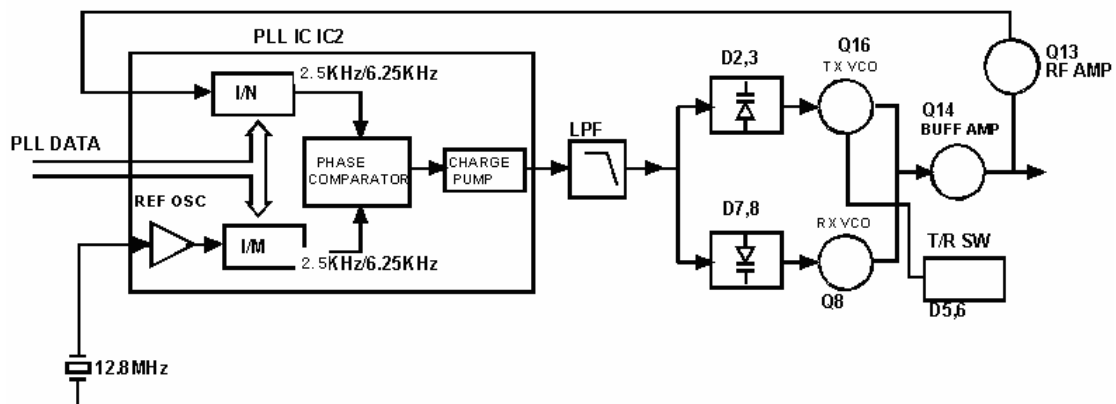 PLL IC IC2
2.5KHz/6.25KHz
I/N
PLL DATA
PHASE
COMPARATOR
CHARGE
PUMP
REF OSC
I/M
2.5KHz/6.25KHz
12.8MHz
LPF
D2,3
Q16
TX VCO
Q13
RF AMP
Q14
BUFF AMP
D7,8
RX VCO
Q8
T/R SW
D5,6